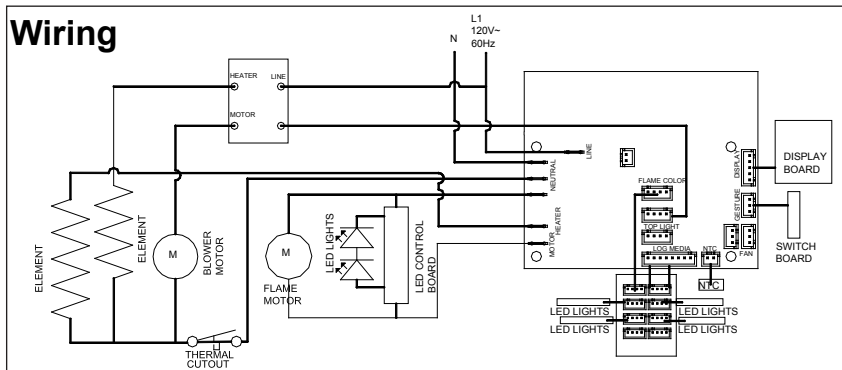 Wiring
L1
120V~
60Hz
N
HEATER
LINE
MOTOR
LINE
NEUTRAL
HEATER
MOTOR
FLAME COLOR
TOP LIGHT
LOG MEDIA
NTC
DISPLAY
GESTURE
FAN
DISPLAY
BOARD
SWITCH
BOARD
NTC
ELEMENT
ELEMENT
M
BLOWER
MOTOR
M
FLAME
MOTOR
LED LIGHTS
LED CONTROL
BOARD
THERMAL
CUTOUT
LED LIGHTS
LED LIGHTS
LED LIGHTS
LED LIGHTS